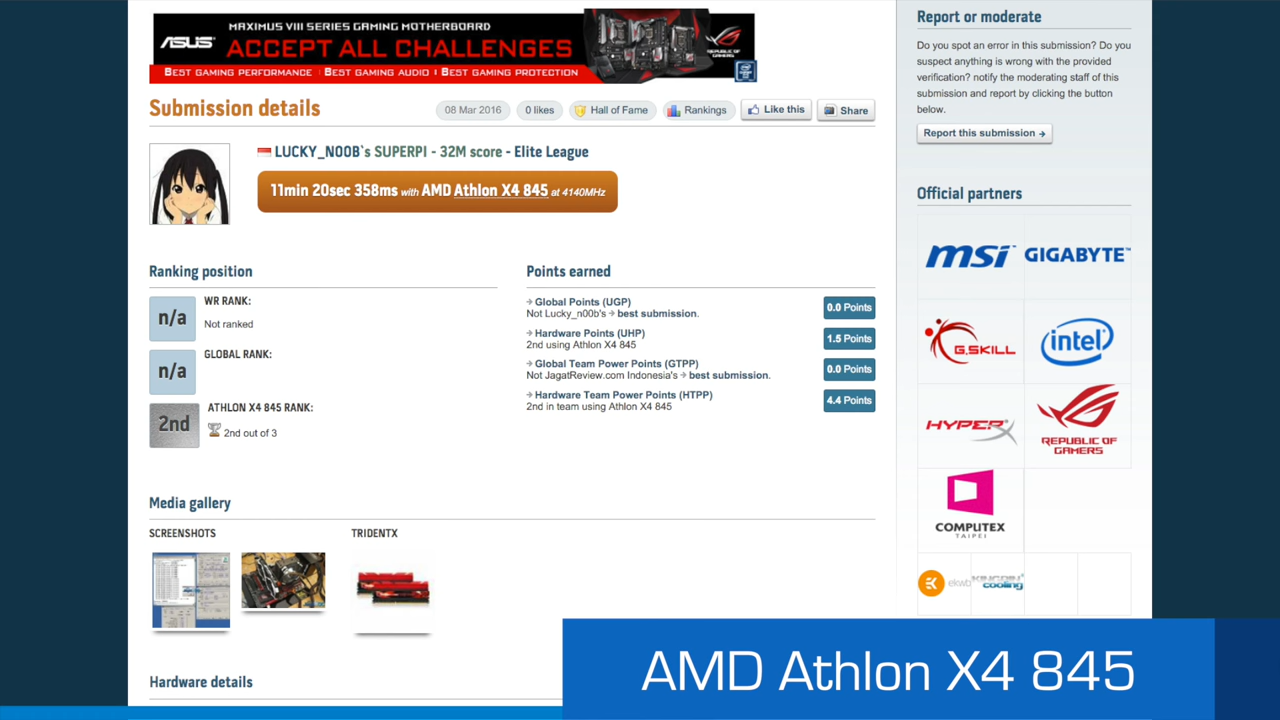 MAXIMUS VIII SERIES GAMING MOTHERBOARD
ASUS
ACCEPT ALL CHALLENGES
REPUBLIC OF GAMERS
BEST GAMING PERFORMANCE | BEST GAMING AUDIO | BEST GAMING PROTECTION
Submission details
08 Mar 2016
0 likes
Hall of Fame
Rankings
Like this
Share
LUCKY_N00B`s SUPERPI - 32M score - Elite League
11min 20sec 358ms with AMD Athlon X4 845 at 4140MHz
Ranking position
n/a
WR RANK:
Not ranked
n/a
GLOBAL RANK:
2nd
ATHLON X4 845 RANK:
2nd out of 3
Points earned
Global Points (UGP)
Not Lucky_n00b's best submission.
0.0 Points
Hardware Points (UHP)
2nd using Athlon X4 845
1.5 Points
Global Team Power Points (GTPP)
Not JagatReview.com Indonesia's best submission.
0.0 Points
Hardware Team Power Points (HTPP)
2nd in team using Athlon X4 845
4.4 Points
Media gallery
SCREENSHOTS
TRIDENTX
Hardware details
Report or moderate
Do you spot an error in this submission? Do you
suspect anything is wrong with the provided
verification? notify the moderating staff of this
submission and report by clicking the button
below.
Report this submission
Official partners
msi
GIGABYTE™
G.SKILL
intel
HYPERX
REPUBLIC OF
GAMERS
COMPUTEX
TAIPEI
ekwb
KINGPIN
cooling
AMD Athlon X4 845